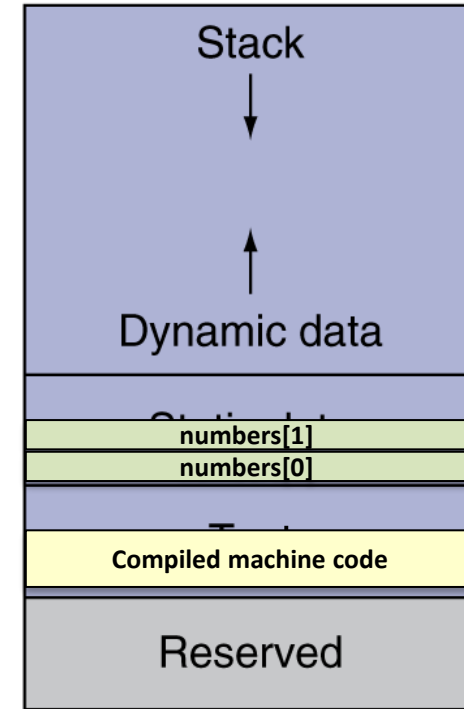 Stack
Dynamic data
numbers[1]
numbers[0]
Compiled machine code
Reserved